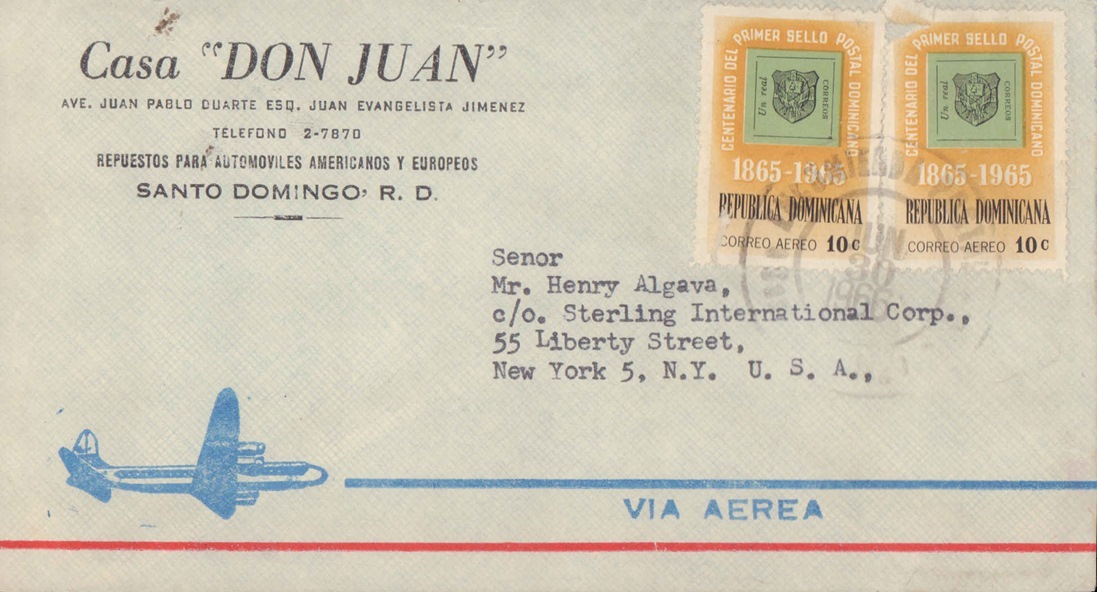 Casa "DON JUAN"
AVE. JUAN PABLO DUARTE ESQ. JUAN EVANGELISTA JIMENEZ
TELEFONO 2-7870
REPUESTOS PARA AUTOMOVILES AMERICANOS Y EUROPEOS
SANTO DOMINGO, R. D.
CENTENARIO DEL PRIMER SELLO POSTAL DOMINICANO
Un real
CORREOS
1865-1965
REPUBLICA DOMINICANA
CORREO AEREO 10c
CENTENARIO DEL PRIMER SELLO POSTAL DOMINICANO
Un real
CORREOS
1865-1965
REPUBLICA DOMINICANA
CORREO AEREO 10c
JUN
30
1966
Senor
Mr. Henry Algava,
c/o. Sterling International Corp.,
55 Liberty Street,
New York 5, N.Y. U. S. A.,
VIA AEREA